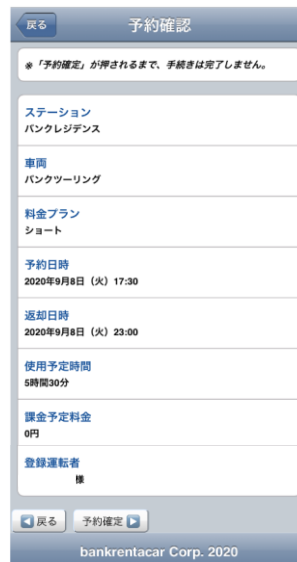 戻る
予約確認
※「予約確定」が押されるまで、手続きは完了しません。
ステーション
バンクレジデンス
車両
バンクツーリング
料金プラン
ショート
予約日時
2020年9月8日（火）17:30
返却日時
2020年9月8日（火）23:00
使用予定時間
5時間30分
課金予定料金
0円
登録運転者
様
戻る 予約確定
bankrentacar Corp. 2020